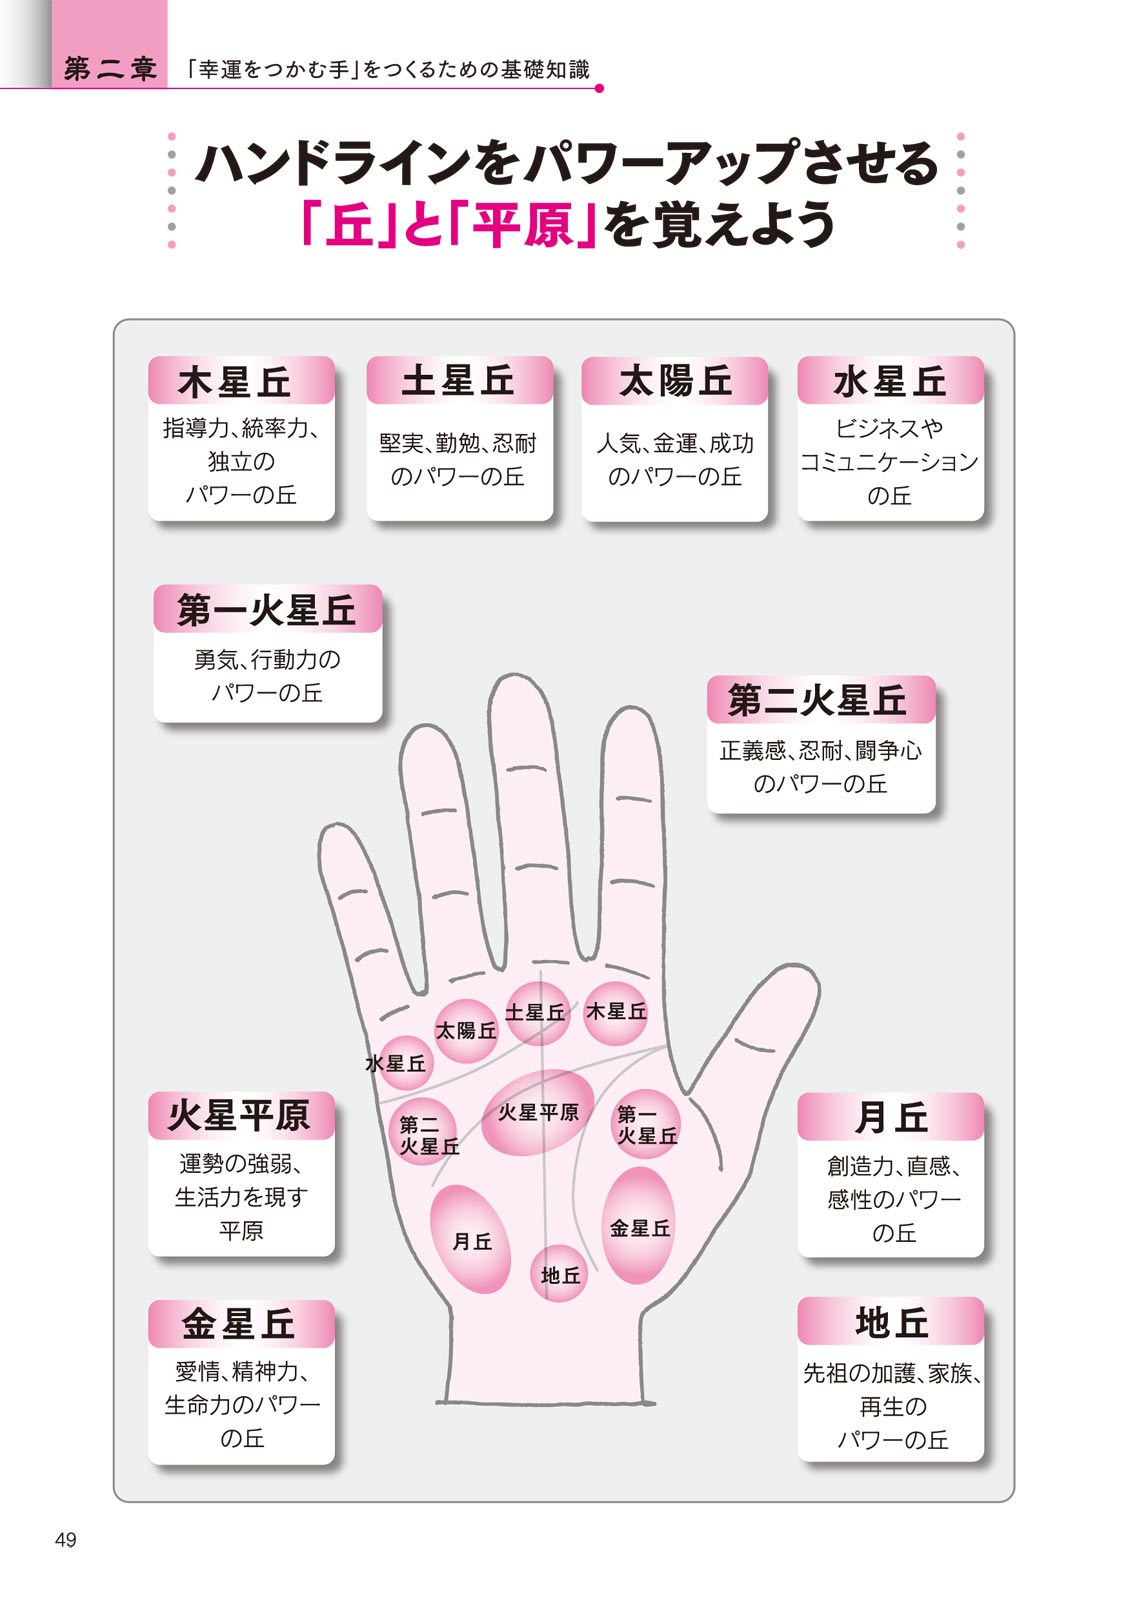 第二章
「幸運をつかむ手」をつくるための基礎知識
ハンドラインをパワーアップさせる
「丘」と「平原」を覚えよう
木星丘
指導力、統率力、
独立の
パワーの丘
土星丘
堅実、勤勉、忍耐
のパワーの丘
太陽丘
人気、金運、成功
のパワーの丘
水星丘
ビジネスや
コミュニケーション
の丘
第一火星丘
勇気、行動力の
パワーの丘
第二火星丘
正義感、忍耐、闘争心
のパワーの丘
土星丘
木星丘
太陽丘
水星丘
火星平原
第一
火星丘
第二
火星丘
金星丘
月丘
地丘
火星平原
運勢の強弱、
生活力を現す
平原
月丘
創造力、直感、
感性のパワー
の丘
金星丘
愛情、精神力、
生命力のパワー
の丘
地丘
先祖の加護、家族、
再生の
パワーの丘
49